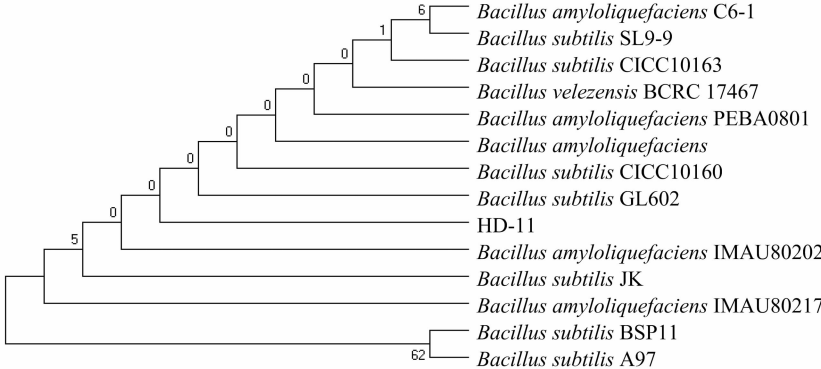 6
Bacillus amyloliquefaciens C6-1
1
Bacillus subtilis SL9-9
0
Bacillus subtilis CICC10163
0
Bacillus velezensis BCRC 17467
0
Bacillus amyloliquefaciens PEBA0801
0
Bacillus amyloliquefaciens
0
Bacillus subtilis CICC10160
0
Bacillus subtilis GL602
0
HD-11
5
Bacillus amyloliquefaciens IMAU80202
Bacillus subtilis JK
Bacillus amyloliquefaciens IMAU80217
Bacillus subtilis BSP11
62
Bacillus subtilis A97